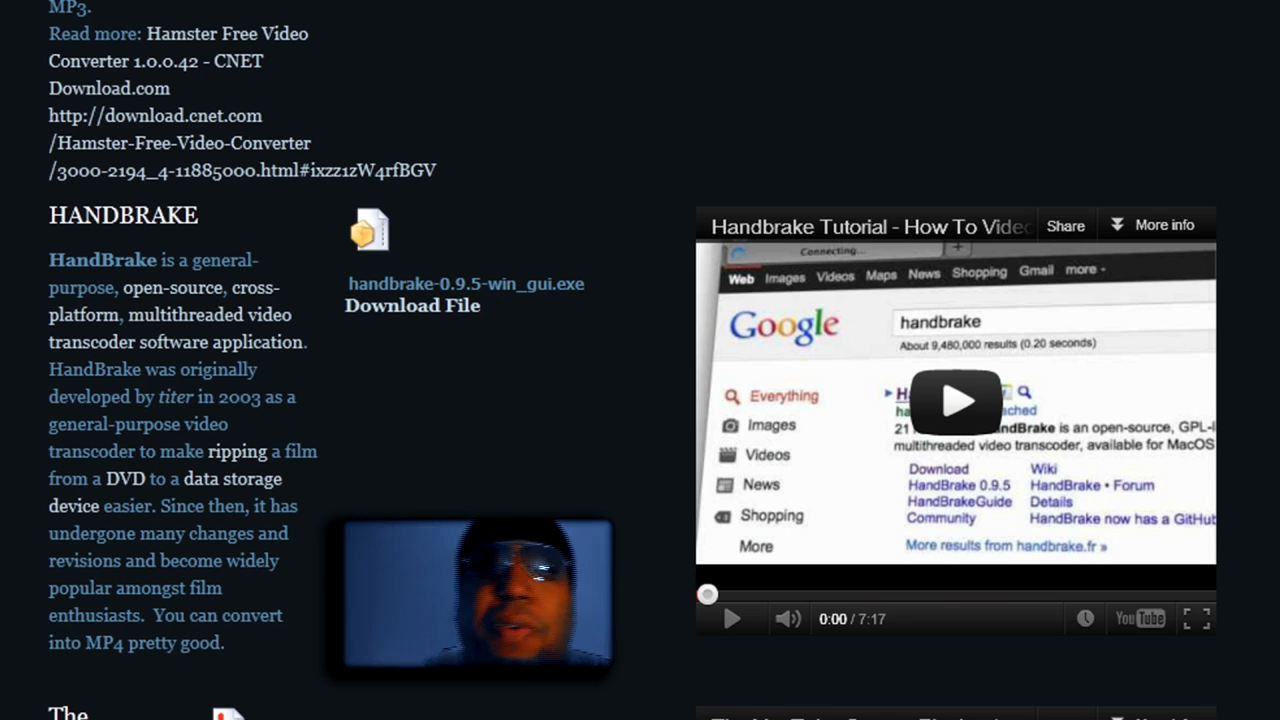 MP3.
Read more: Hamster Free Video
Converter 1.0.0.42 - CNET
Download.com
http://download.cnet.com
/Hamster-Free-Video-Converter
/3000-2194_4-11885000.html#ixzz1zW4rfBGV
HANDBRAKE
HandBrake is a general-
purpose, open-source, cross-
platform, multithreaded video
transcoder software application.
HandBrake was originally
developed by titer in 2003 as a
general-purpose video
transcoder to make ripping a film
from a DVD to a data storage
device easier. Since then, it has
undergone many changes and
revisions and become widely
popular amongst film
enthusiasts. You can convert
into MP4 pretty good.
The
handbrake-0.9.5-win_gui.exe
Download File
Handbrake Tutorial - How To Video
Share
More info
Connecting...
Web Images Videos Maps News Shopping Gmail more
Google
handbrake
About 9,480,000 results (0.20 seconds)
Everything
Images
Videos
News
Shopping
More
ndBrake is an open-source, GPL-l
multithreaded video transcoder, available for MacOS
Download Wiki
HandBrake 0.9.5 HandBrake • Forum
HandBrakeGuide Details
Community HandBrake now has a GitHub
More results from handbrake.fr »
0:00 / 7:17
YouTube